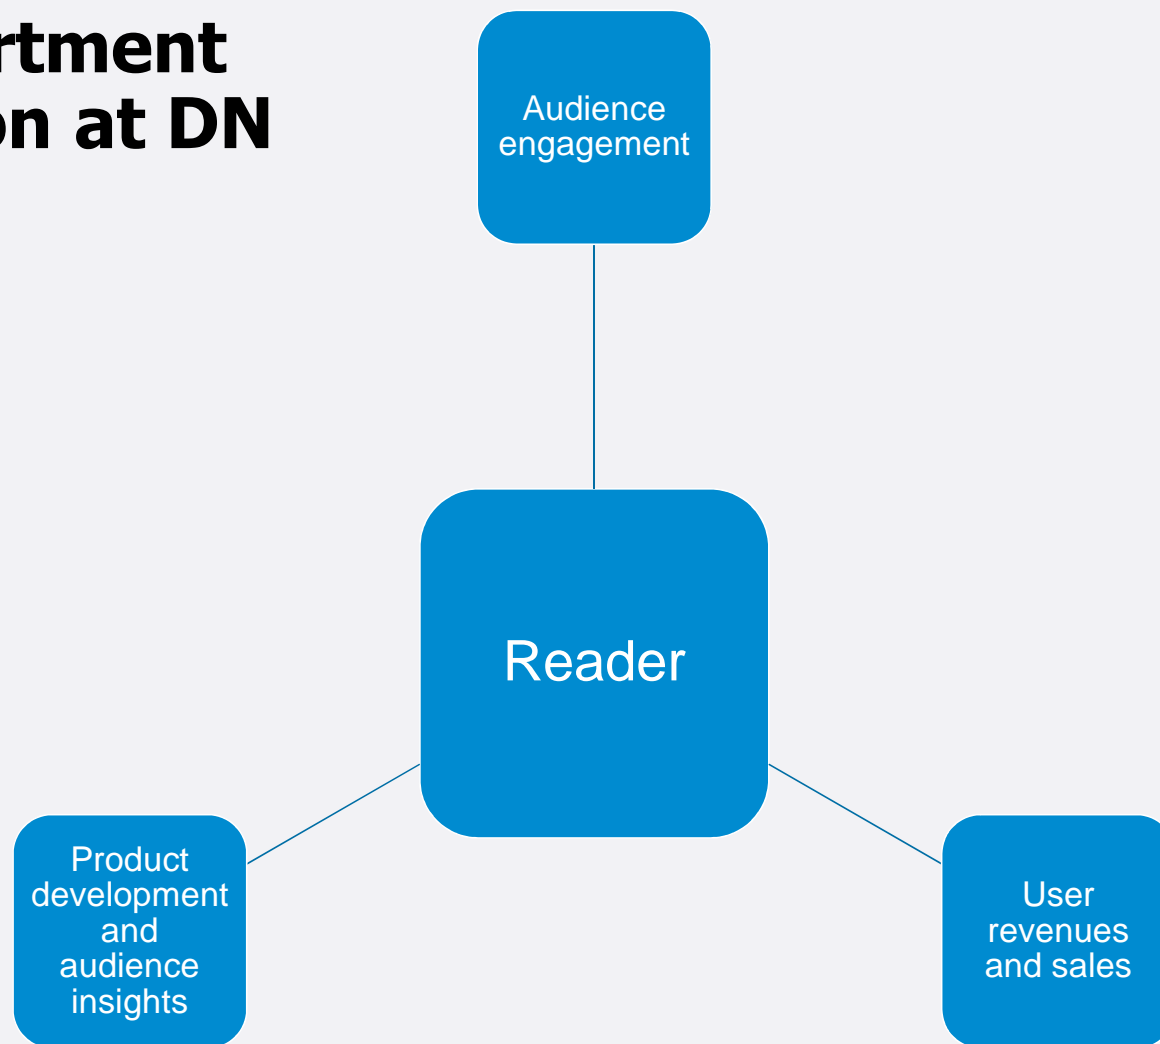 rtment
on at DN
Audience
engagement
Reader
Product
development
and
audience
insights
User
revenues
and sales